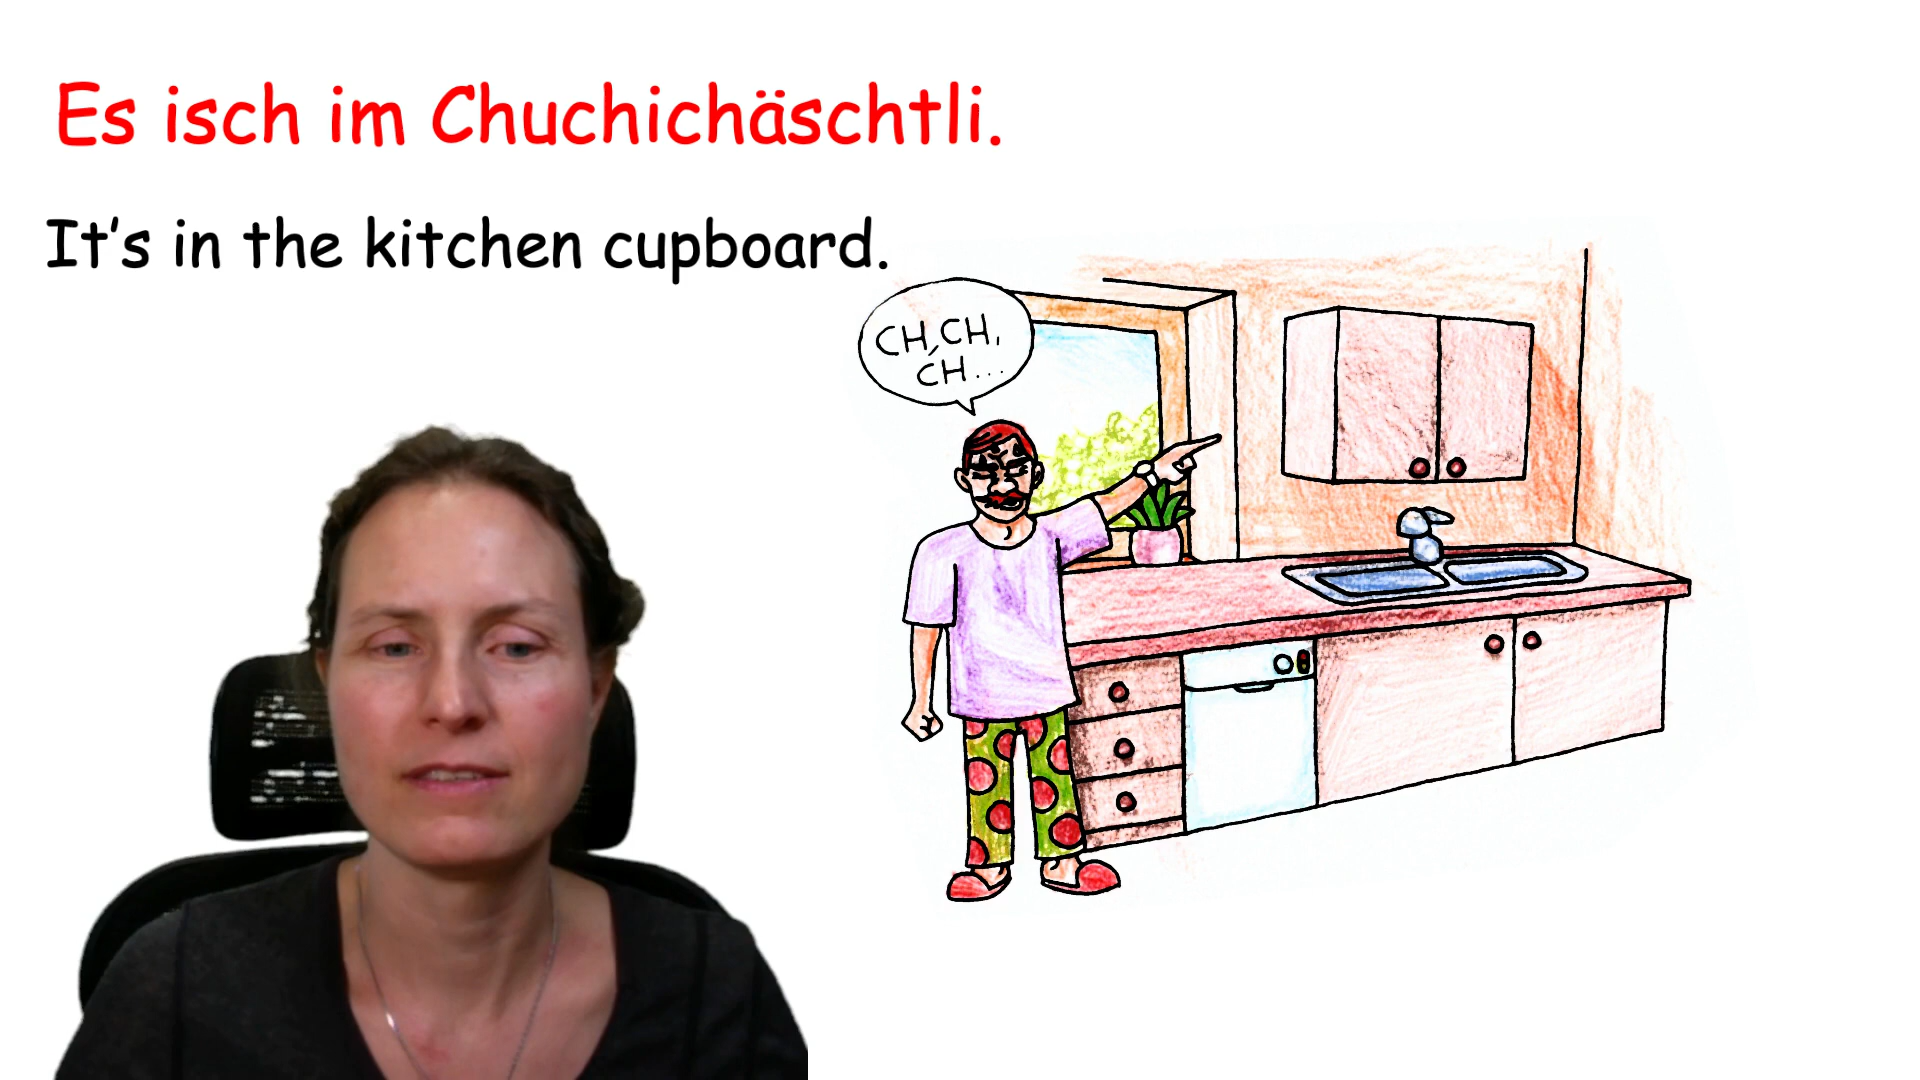 Es isch im Chuchichäschtli.
It's in the kitchen cupboard.
CH, CH,
CH...